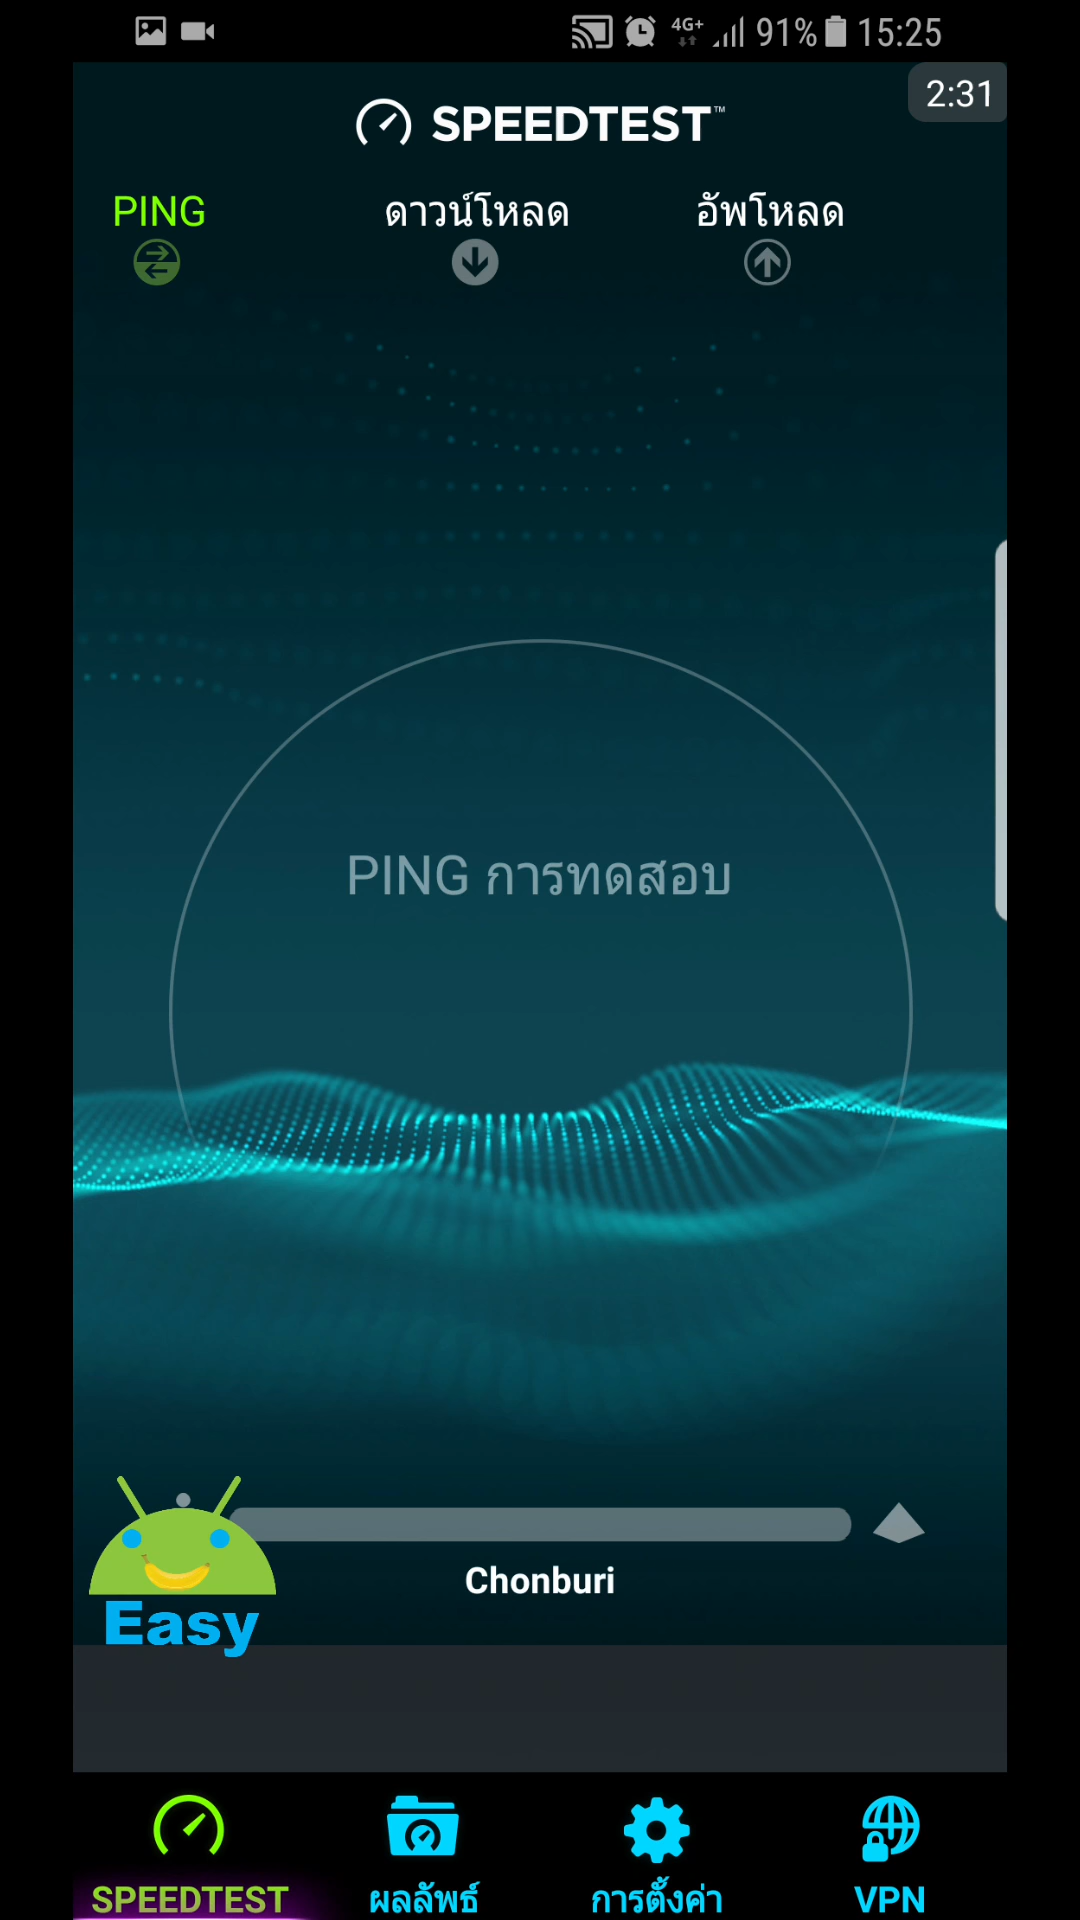 4G+ 91% 15:25
2:31
SPEEDTEST™
PING ดาวน์โหลด อัพโหลด
PING การทดสอบ
Chonburi
Easy
SPEEDTEST ผลลัพธ์ การตั้งค่า VPN